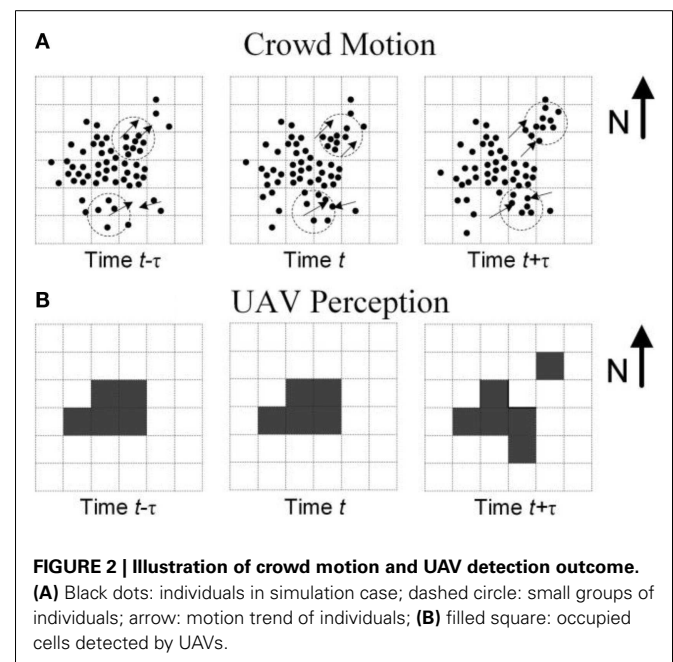 A
Crowd Motion
N
Time t-τ
Time t
Time t+τ
B
UAV Perception
N
Time t-τ
Time t
Time t+τ
FIGURE 2 | Illustration of crowd motion and UAV detection outcome.
(A) Black dots: individuals in simulation case; dashed circle: small groups of
individuals; arrow: motion trend of individuals; (B) filled square: occupied
cells detected by UAVs.